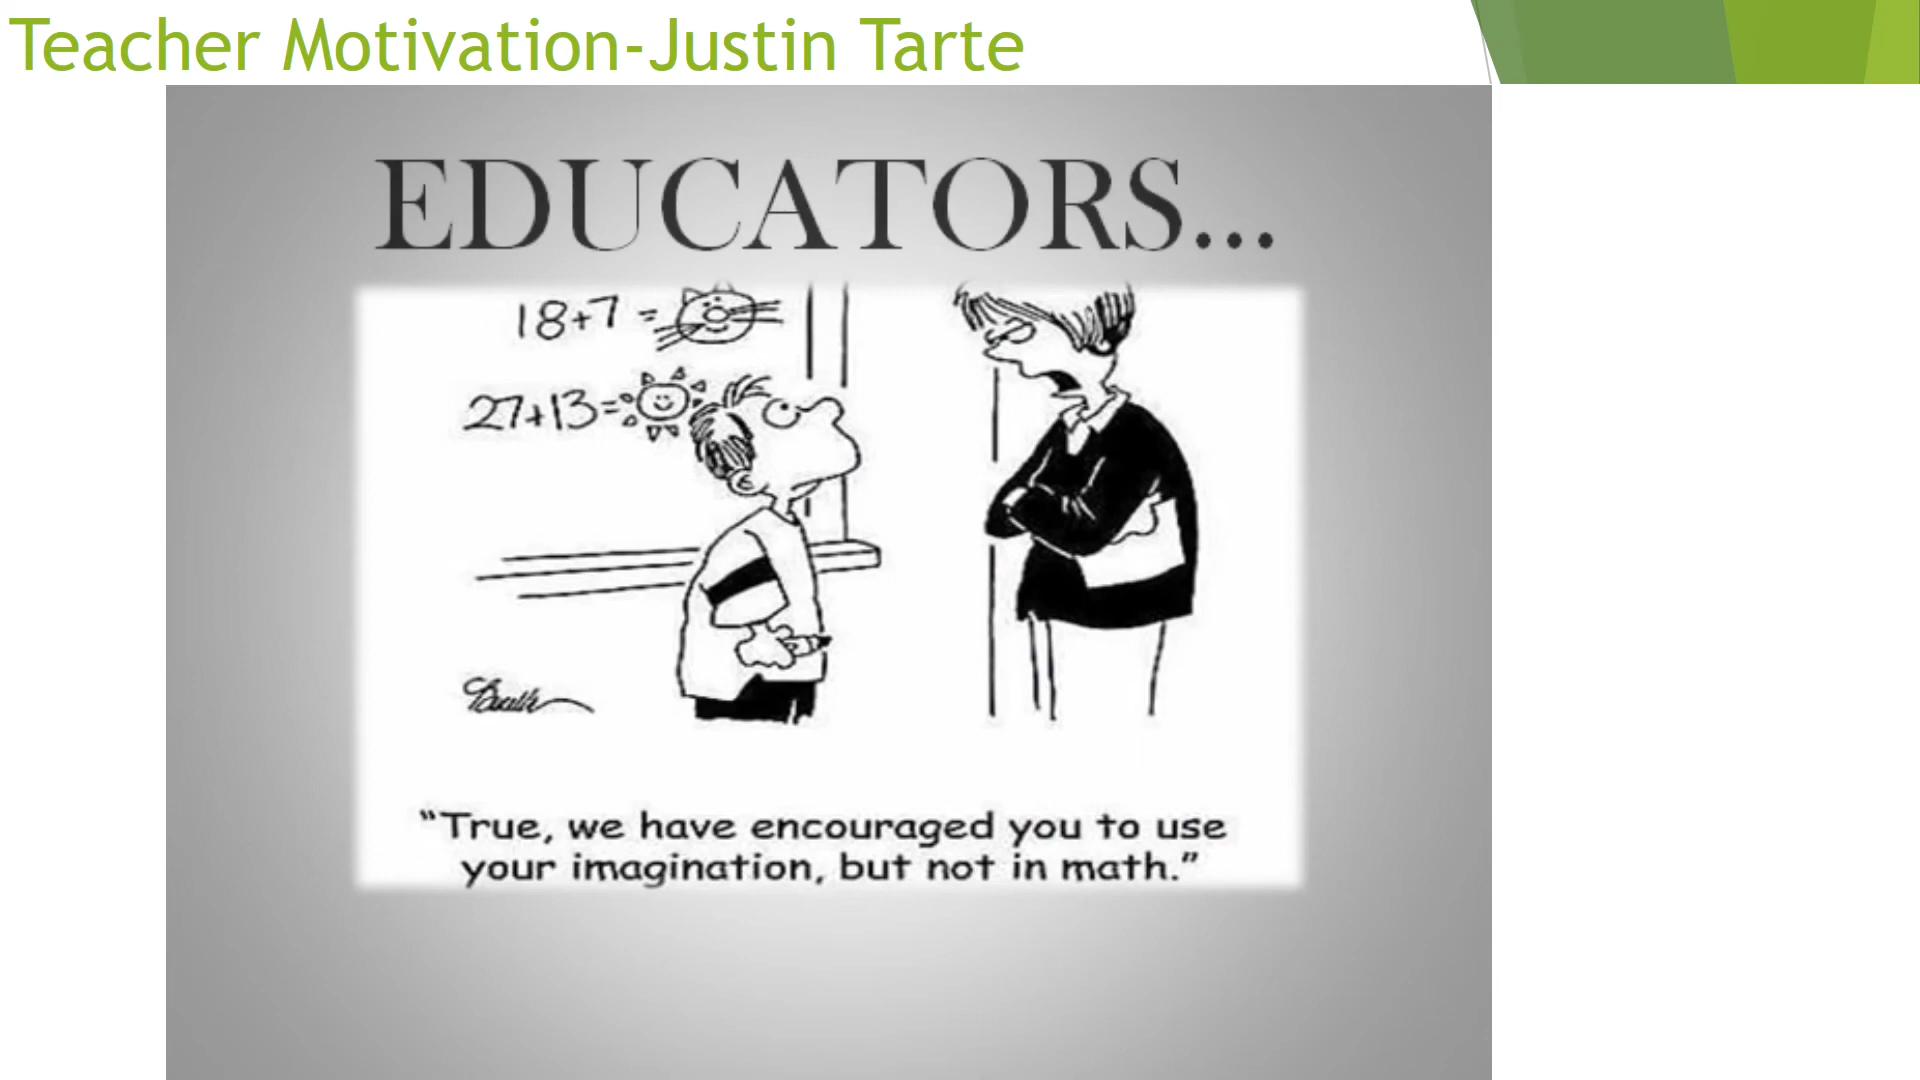 Teacher Motivation-Justin Tarte
EDUCATORS...
18+7=
27+13=
“True, we have encouraged you to use
your imagination, but not in math.”